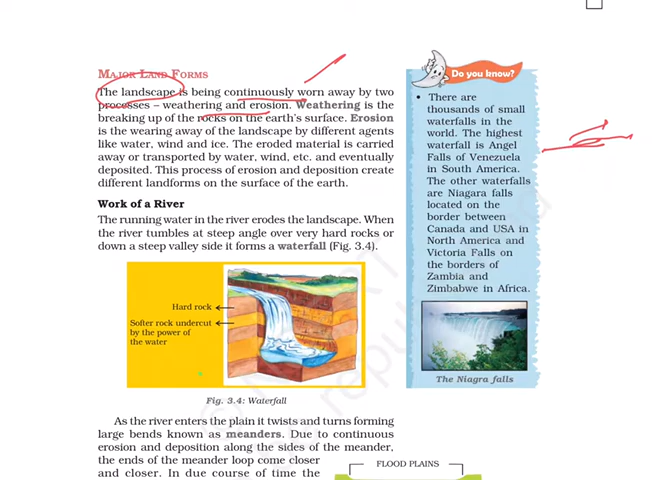 MAJOR LAND FORMS
The landscape is being continuously worn away by two
processes – weathering and erosion. Weathering is the
breaking up of the rocks on the earth's surface. Erosion
is the wearing away of the landscape by different agents
like water, wind and ice. The eroded material is carried
away or transported by water, wind, etc. and eventually
deposited. This process of erosion and deposition create
different landforms on the surface of the earth.
Work of a River
The running water in the river erodes the landscape. When
the river tumbles at steep angle over very hard rocks or
down a steep valley side it forms a waterfall (Fig. 3.4).
Hard rock
Softer rock undercut
by the power of
the water
Fig. 3.4: Waterfall
As the river enters the plain it twists and turns forming
large bends known as meanders. Due to continuous
erosion and deposition along the sides of the meander,
the ends of the meander loop come closer
and closer. In due course of time the
Do you know?
• There are
thousands of small
waterfalls in the
world. The highest
waterfall is Angel
Falls of Venezuela
in South America.
The other waterfalls
are Niagara falls
located on the
border between
Canada and USA in
North America and
Victoria Falls on
the borders of
Zambia and
Zimbabwe in Africa.
The Niagra falls
FLOOD PLAINS